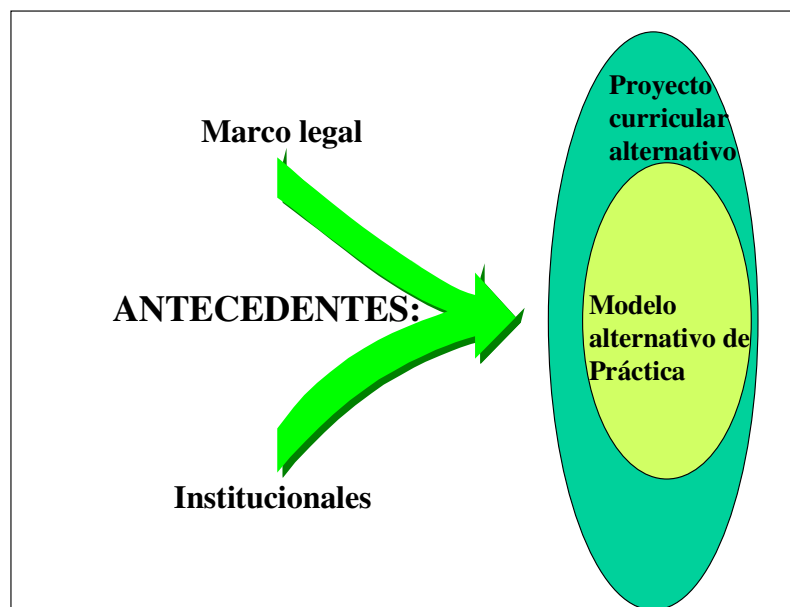 Marco legal
ANTECEDENTES:
Institucionales
Proyecto
curricular
alternativo
Modelo
alternativo de
Práctica